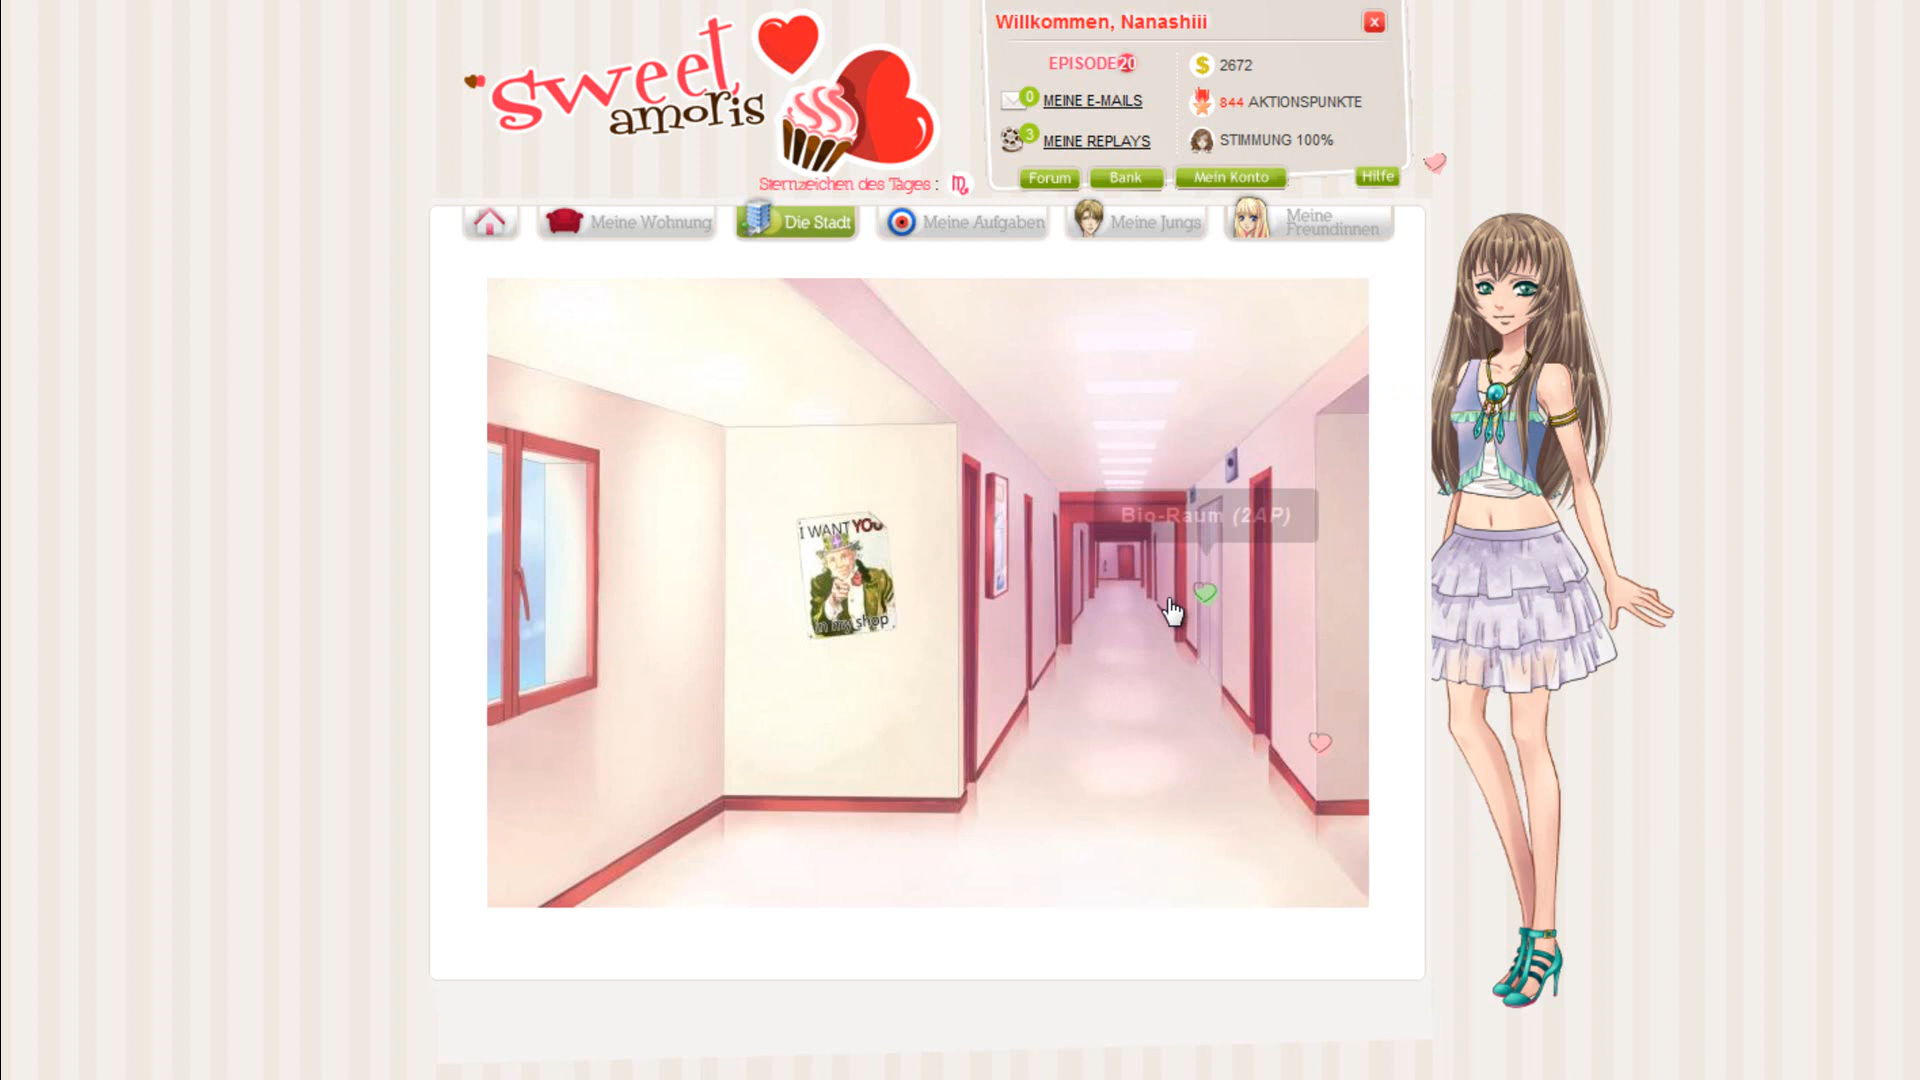 sweet
amoris
Sternzeichen des Tages :
Willkommen, Nanashiii
x
EPISODE 20
2672
0 MEINE E-MAILS
844 AKTIONSPUNKTE
3 MEINE REPLAYS
STIMMUNG 100%
Forum
Bank
Mein Konto
Hilfe
Meine Wohnung
Die Stadt
Meine Aufgaben
Meine Jungs
Meine
Freundinnen
I WANT YOU
in my shop
Bio-Raum (2AP)